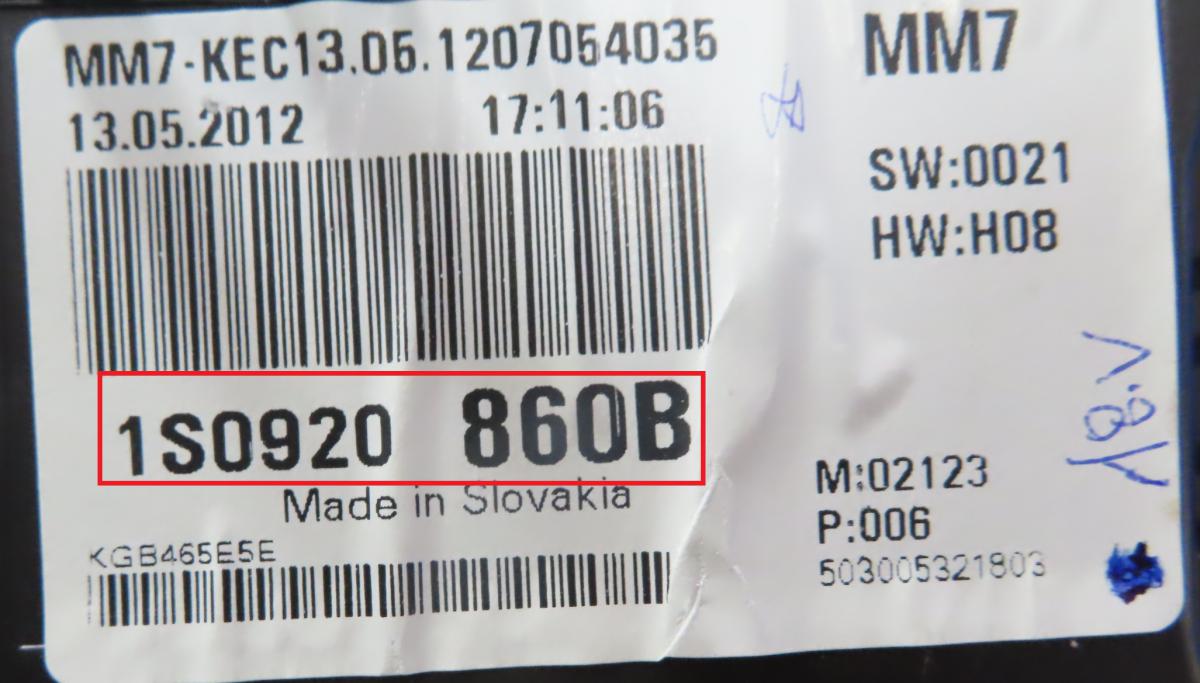 MM7-KEC13.05.1207054035
13.05.2012 17:11:06
1S0920 860B
Made in Slovakia
KGB465E5E
MM7
SW:0021
HW:H08
M:02123
P:006
503005321803